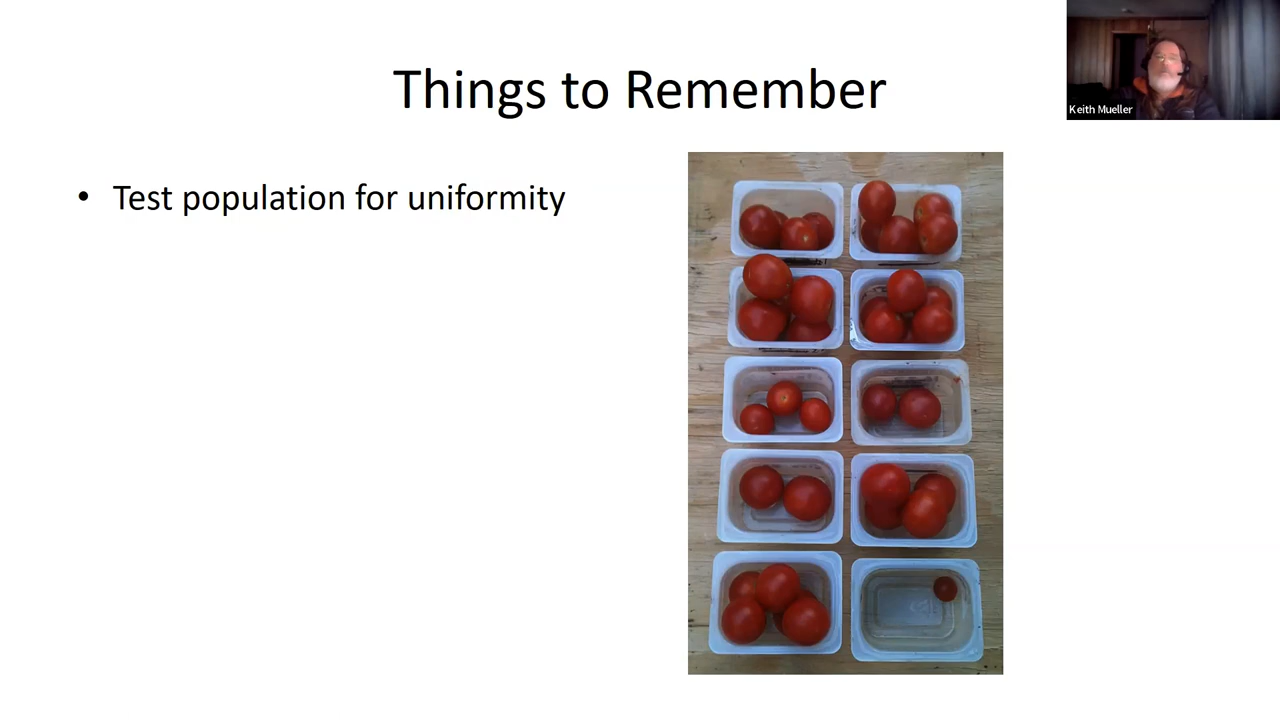 Things to Remember
Keith Mueller
• Test population for uniformity